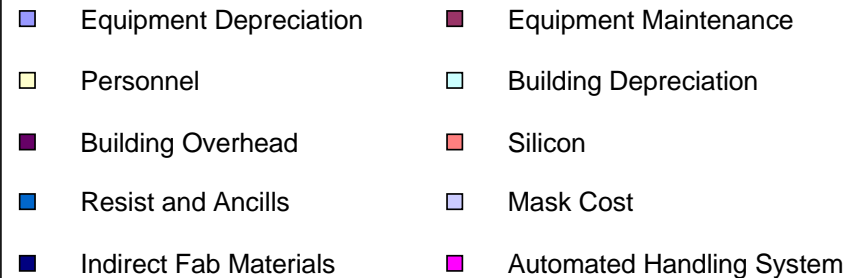 Equipment Depreciation Equipment Maintenance
Personnel Building Depreciation
Building Overhead Silicon
Resist and Ancills Mask Cost
Indirect Fab Materials Automated Handling System